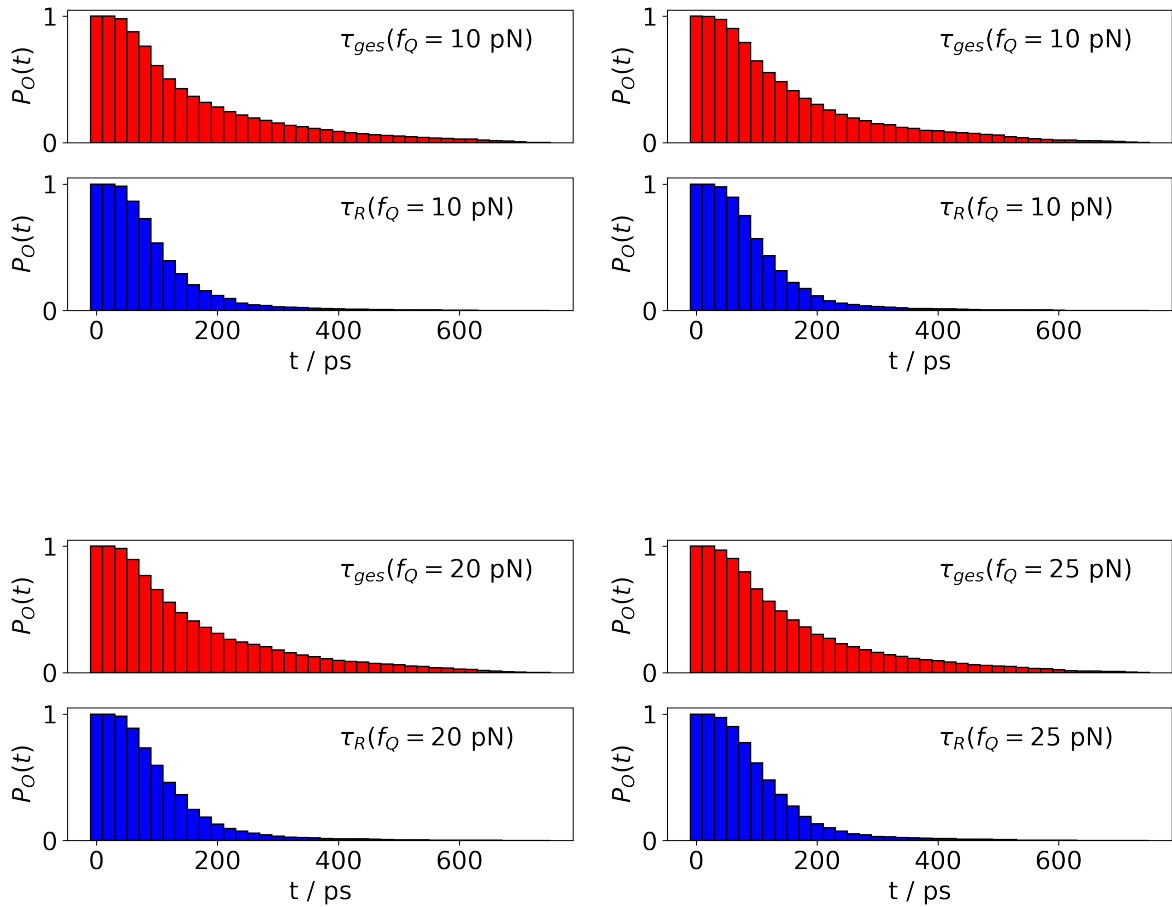 1
P_O(t)
0
τ_ges(f_Q = 10 pN)
1
P_O(t)
0
τ_R(f_Q = 10 pN)
0 200 400 600
t / ps
1
P_O(t)
0
τ_ges(f_Q = 10 pN)
1
P_O(t)
0
τ_R(f_Q = 10 pN)
0 200 400 600
t / ps
1
P_O(t)
0
τ_ges(f_Q = 20 pN)
1
P_O(t)
0
τ_R(f_Q = 20 pN)
0 200 400 600
t / ps
1
P_O(t)
0
τ_ges(f_Q = 25 pN)
1
P_O(t)
0
τ_R(f_Q = 25 pN)
0 200 400 600
t / ps